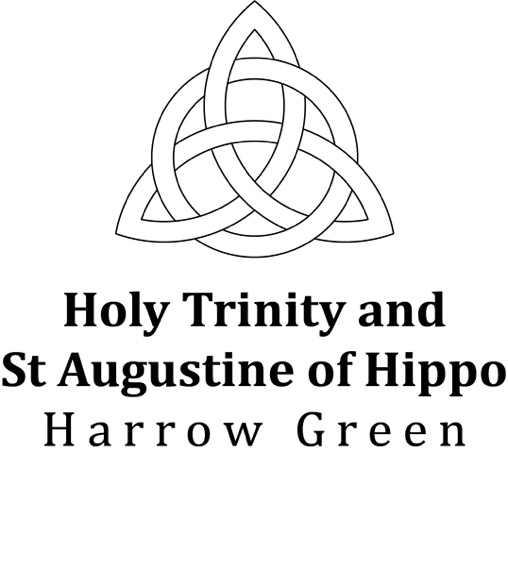 Holy Trinity and
St Augustine of Hippo
Harrow Green